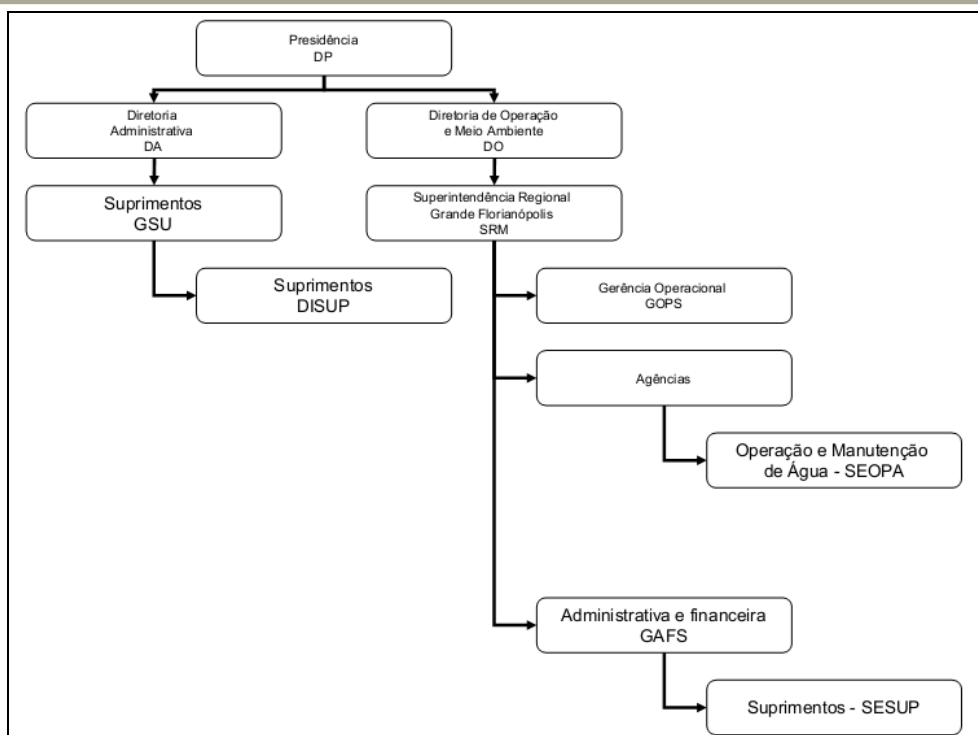 Presidência
DP
Diretoria
Administrativa
DA
Diretoria de Operação
e Meio Ambiente
DO
Suprimentos
GSU
Superintendência Regional
Grande Florianópolis
SRM
Suprimentos
DISUP
Gerência Operacional
GOPS
Agências
Operação e Manutenção
de Água - SEOPA
Administrativa e financeira
GAFS
Suprimentos - SESUP